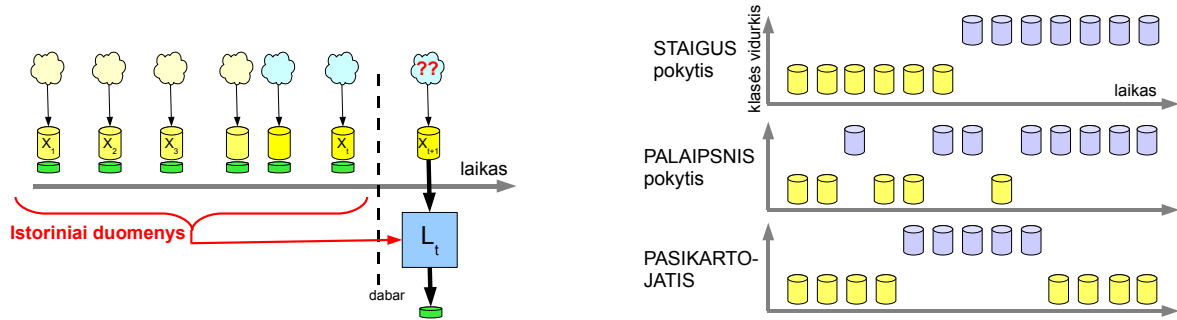 ??
X1
X2
X3
Xt
Xt+1
laikas
Istoriniai duomenys
Lt
dabar
STAIGUS
pokytis
klasės vidurkis
laikas
PALAIPSNIS
pokytis
PASIKARTO-
JATIS